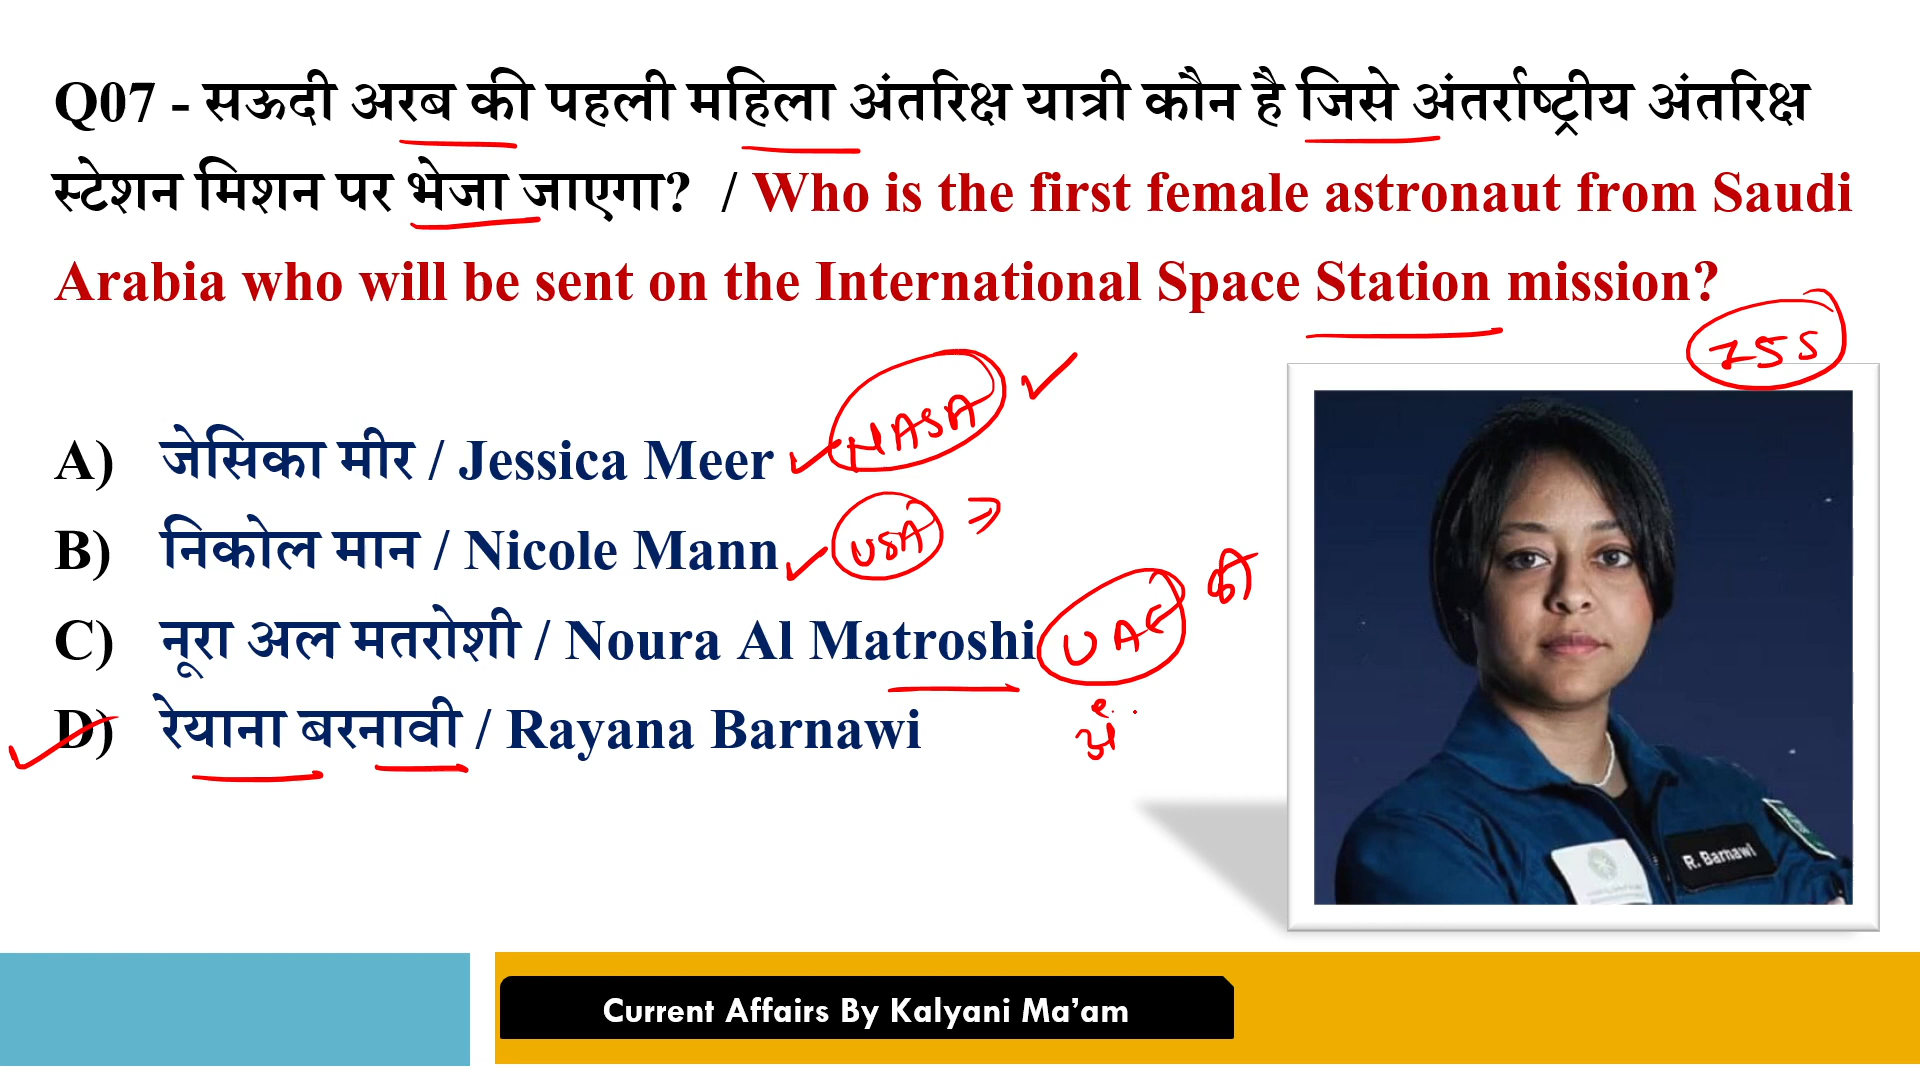 Q07 - सऊदी अरब की पहली महिला अंतरिक्ष यात्री कौन है जिसे अंतर्राष्ट्रीय अंतरिक्ष
स्टेशन मिशन पर भेजा जाएगा? / Who is the first female astronaut from Saudi
Arabia who will be sent on the International Space Station mission?
ISS
A) जेसिका मीर / Jessica Meer NASA
B) निकोल मान / Nicole Mann USA
C) नूरा अल मतरोशी / Noura Al Matroshi UAE की
D) रेयाना बरनावी / Rayana Barnawi
R. Barnawi
Current Affairs By Kalyani Ma’am